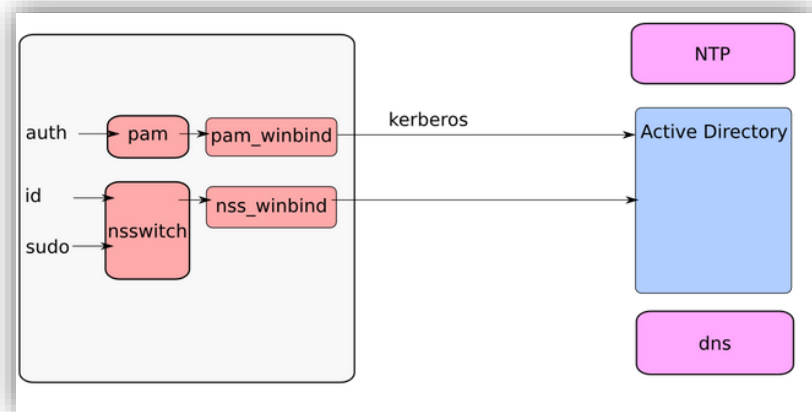 NTP
auth
pam
pam_winbind
kerberos
Active Directory
id
nsswitch
nss_winbind
sudo
dns